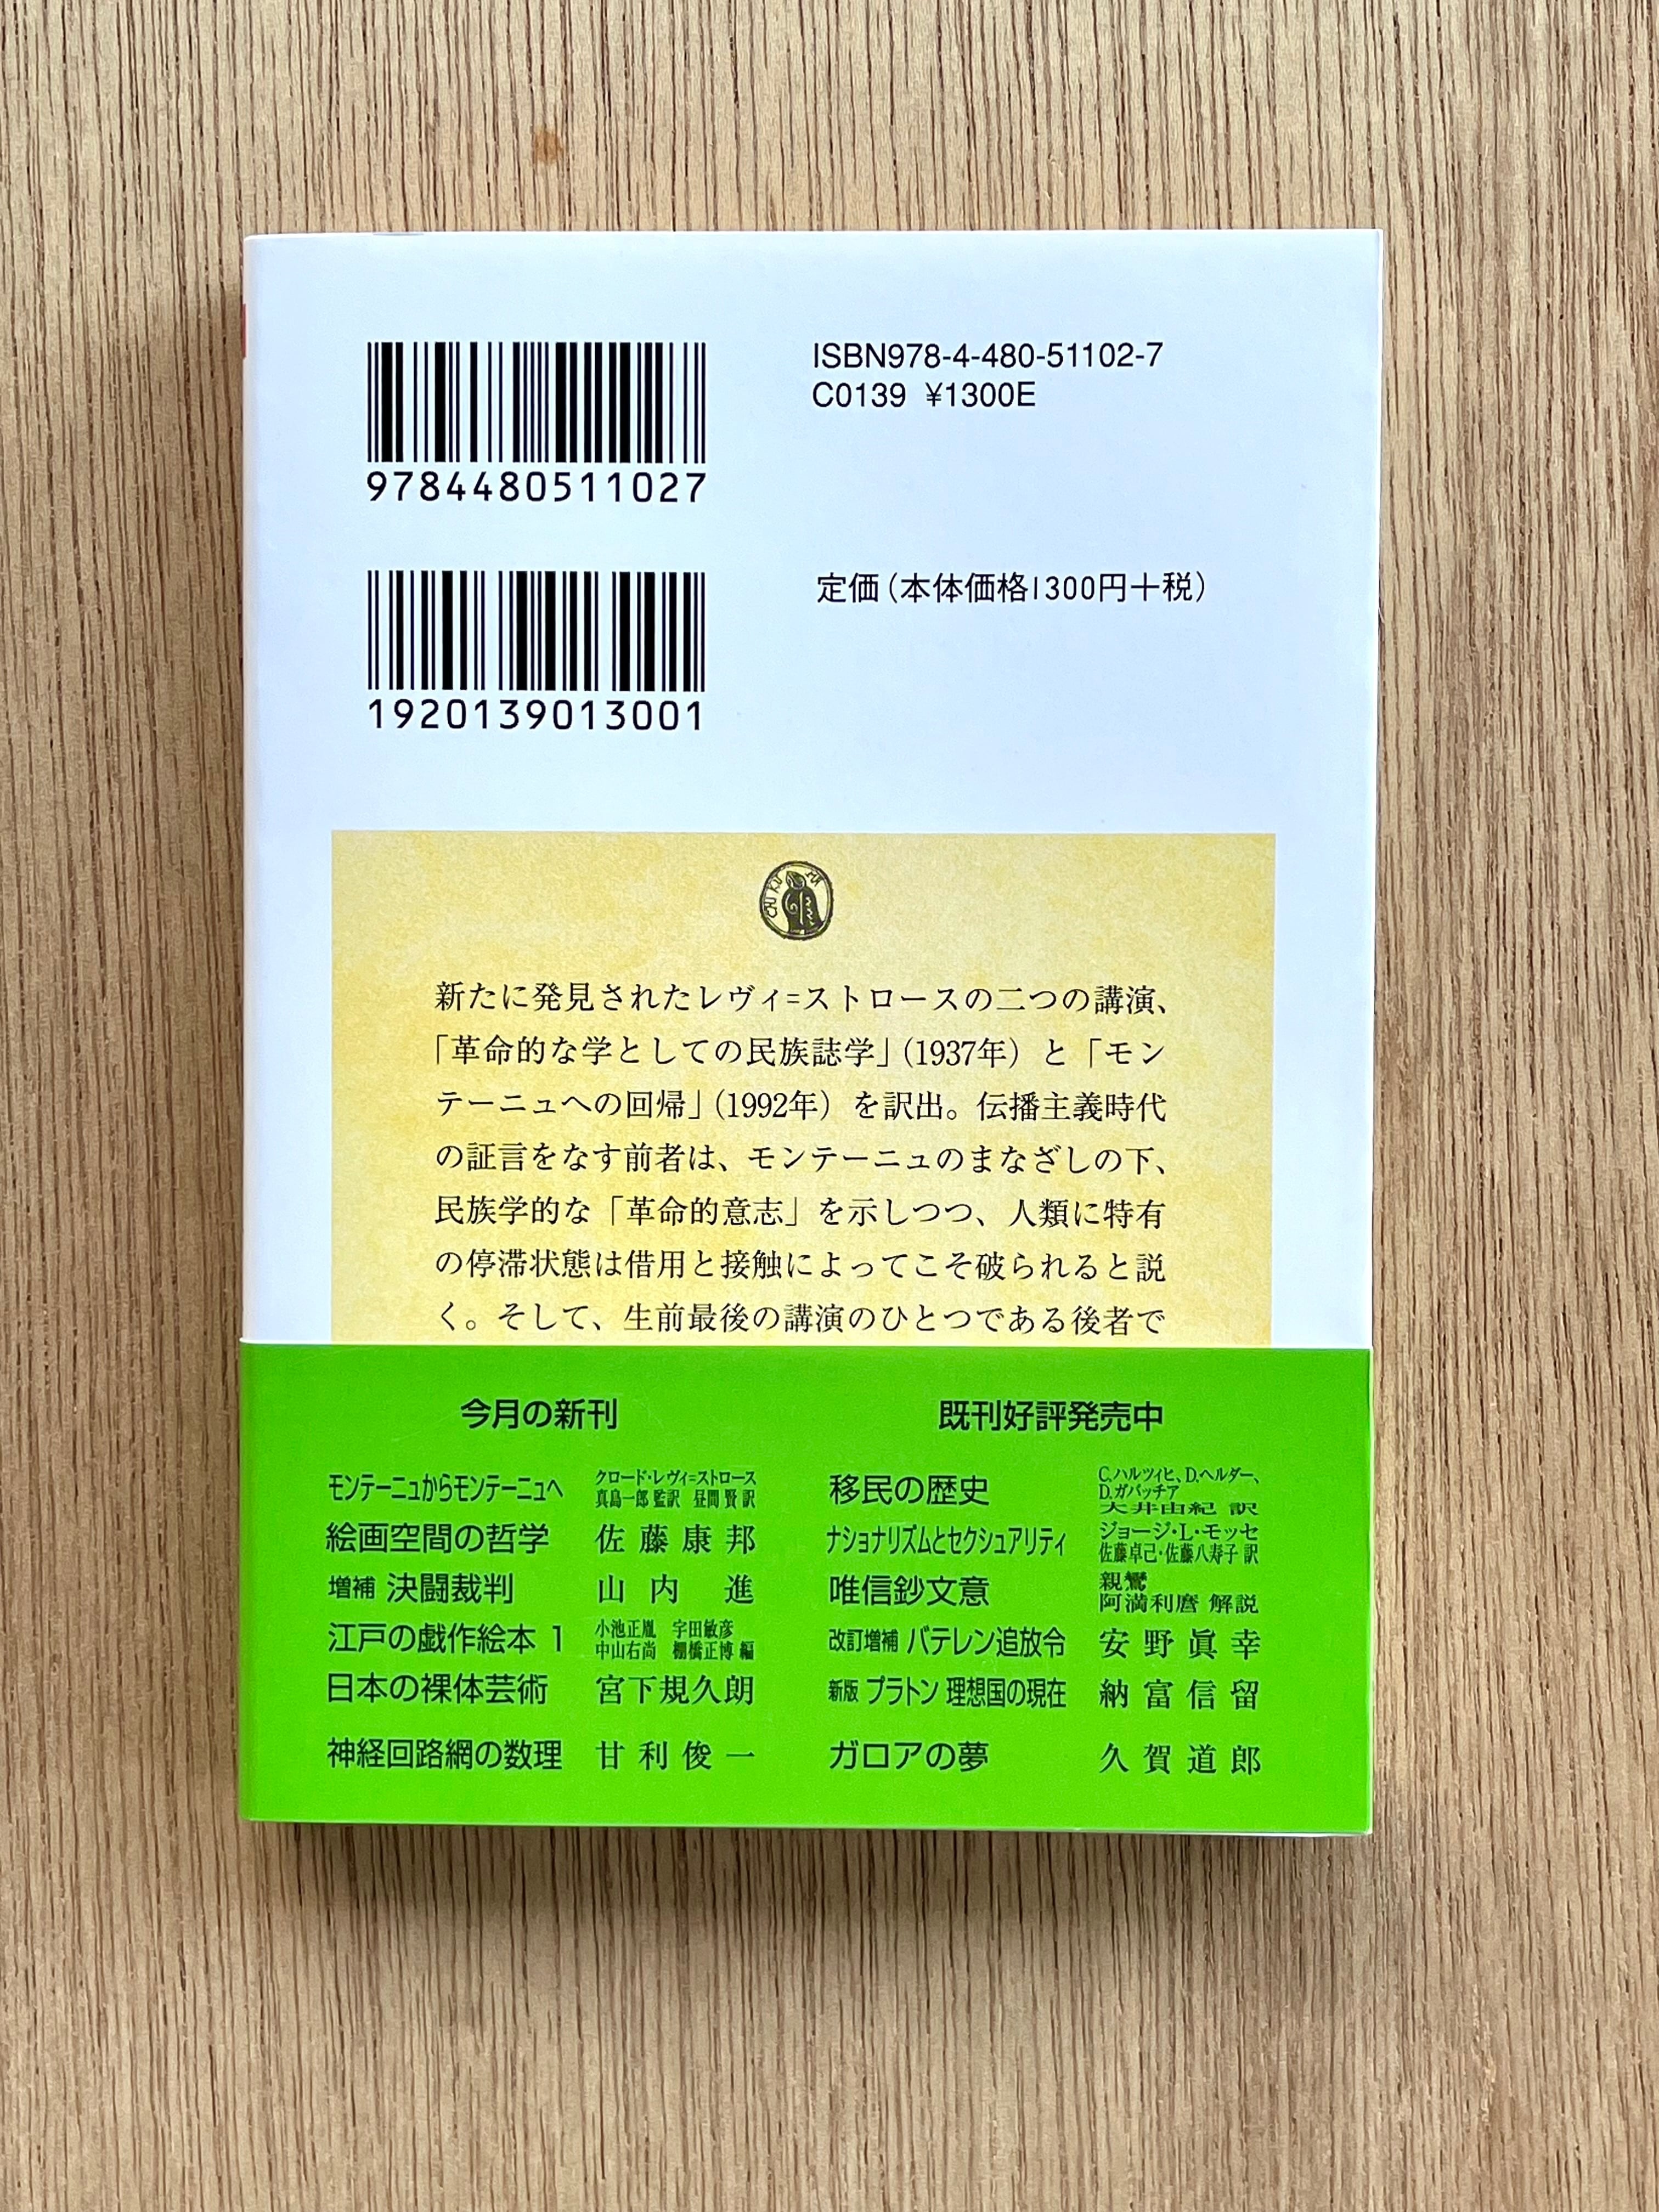 ISBN978-4-480-51102-7
C0139 ¥1300E
9784480511027
定価(本体価格1300円+税)
1920139013001
新たに発見されたレヴィ=ストロースの二つの講演、
「革命的な学としての民族誌学」(1937年)と「モン
テーニュへの回帰」(1992年)を訳出。伝播主義時代
の証言をなす前者は、モンテーニュのまなざしの下、
民族学的な「革命的意志」を示しつつ、人類に特有
の停滞状態は借用と接触によってこそ破られると説
く。そして、生前最後の講演のひとつである後者で
今月の新刊
モンテーニュからモンテーニュへ クロード・レヴィ=ストロース
真島一郎 監訳 昼間賢 訳
絵画空間の哲学 佐藤康邦
増補 決闘裁判 山内進
江戸の戯作絵本 1 小池正胤 宇田敏彦
中山右尚 棚橋正博 編
日本の裸体芸術 宮下規久朗
神経回路網の数理 甘利俊一
既刊好評発売中
移民の歴史 C.ハルツィヒ、D.ヘルダー、
D.ガバッチア
大井由紀 訳
ナショナリズムとセクシュアリティ ジョージ・L・モッセ
佐藤卓己・佐藤八寿子 訳
唯信鈔文意 親鸞
阿満利麿 解説
改訂増補 バテレン追放令 安野眞幸
新版 プラトン 理想国の現在 納富信留
ガロアの夢 久賀道郎